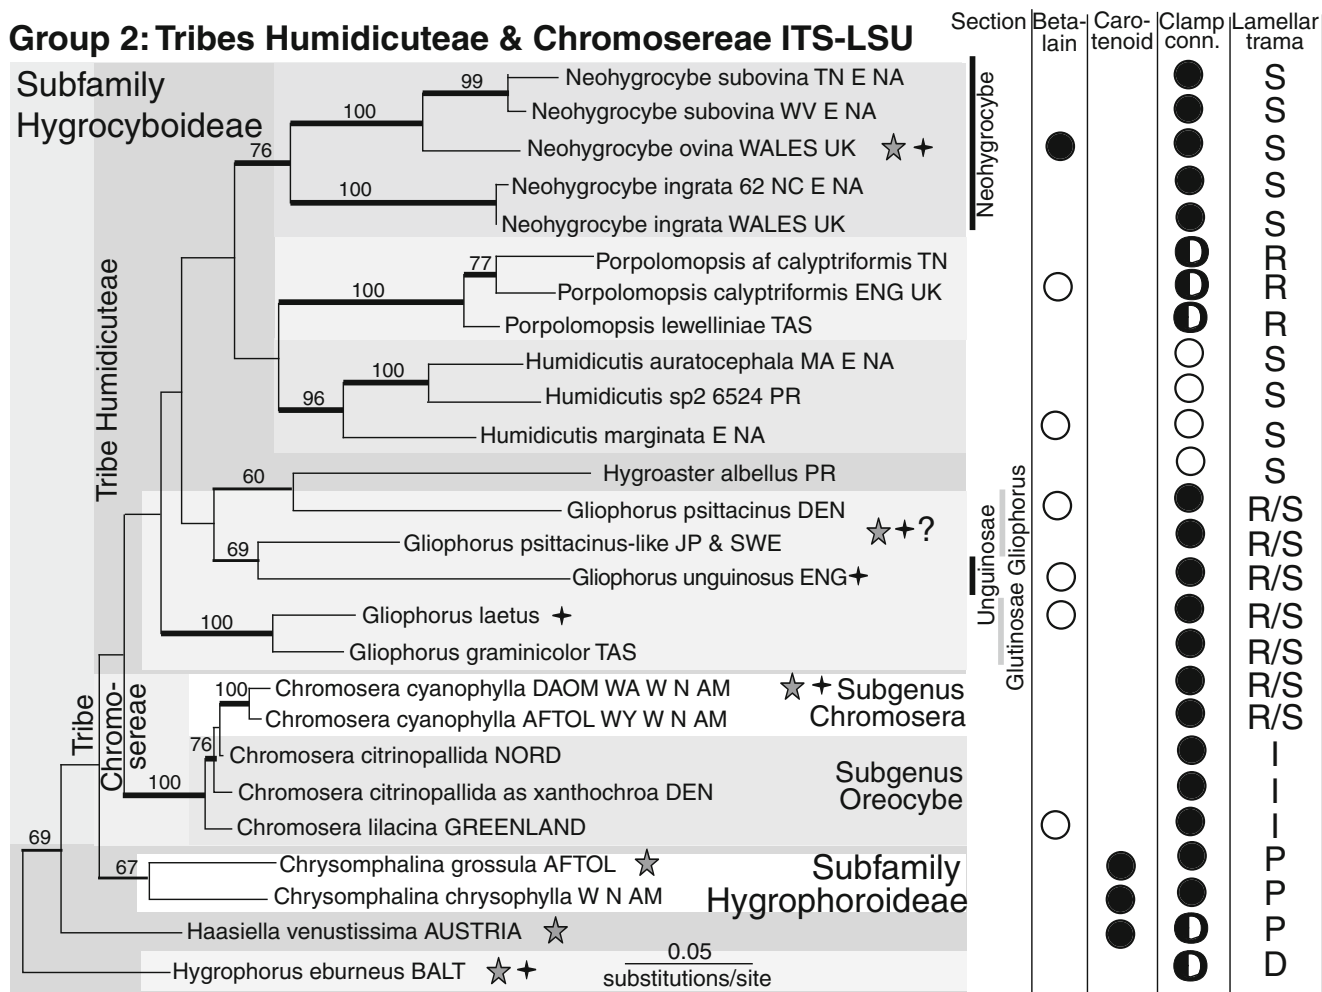 Group 2: Tribes Humidicuteae & Chromosereae ITS-LSU
Section
Beta-
lain
Caro-
tenoid
Clamp
conn.
Lamellar
trama
Subfamily
Hygrocyboideae
Tribe Humidicuteae
Tribe
Chromo-
sereae
99
Neohygrocybe subovina TN E NA
S
100
Neohygrocybe subovina WV E NA
S
Neohygrocybe ovina WALES UK
S
76
Neohygrocybe
100
Neohygrocybe ingrata 62 NC E NA
S
Neohygrocybe ingrata WALES UK
S
77
Porpolomopsis af calyptriformis TN
R
100
Porpolomopsis calyptriformis ENG UK
R
Porpolomopsis lewelliniae TAS
R
Humidicutis auratocephala MA E NA
S
100
96
Humidicutis sp2 6524 PR
S
Humidicutis marginata E NA
S
60
Hygroaster albellus PR
S
Gliophorus psittacinus DEN
R/S
?
69
Gliophorus psittacinus-like JP & SWE
R/S
Gliophorus
Gliophorus unguinosus ENG
R/S
Unguinosae
100
Gliophorus laetus
R/S
Gliophorus graminicolor TAS
R/S
Glutinosae
100
Chromosera cyanophylla DAOM WA W N AM
R/S
Chromosera cyanophylla AFTOL WY W N AM
R/S
Subgenus
Chromosera
76
Chromosera citrinopallida NORD
I
100
Chromosera citrinopallida as xanthochroa DEN
I
Subgenus
Oreocybe
Chromosera lilacina GREENLAND
I
69
67
Chrysomphalina grossula AFTOL
P
Chrysomphalina chrysophylla W N AM
P
Subfamily
Hygrophoroideae
Haasiella venustissima AUSTRIA
P
Hygrophorus eburneus BALT
D
0.05
substitutions/site